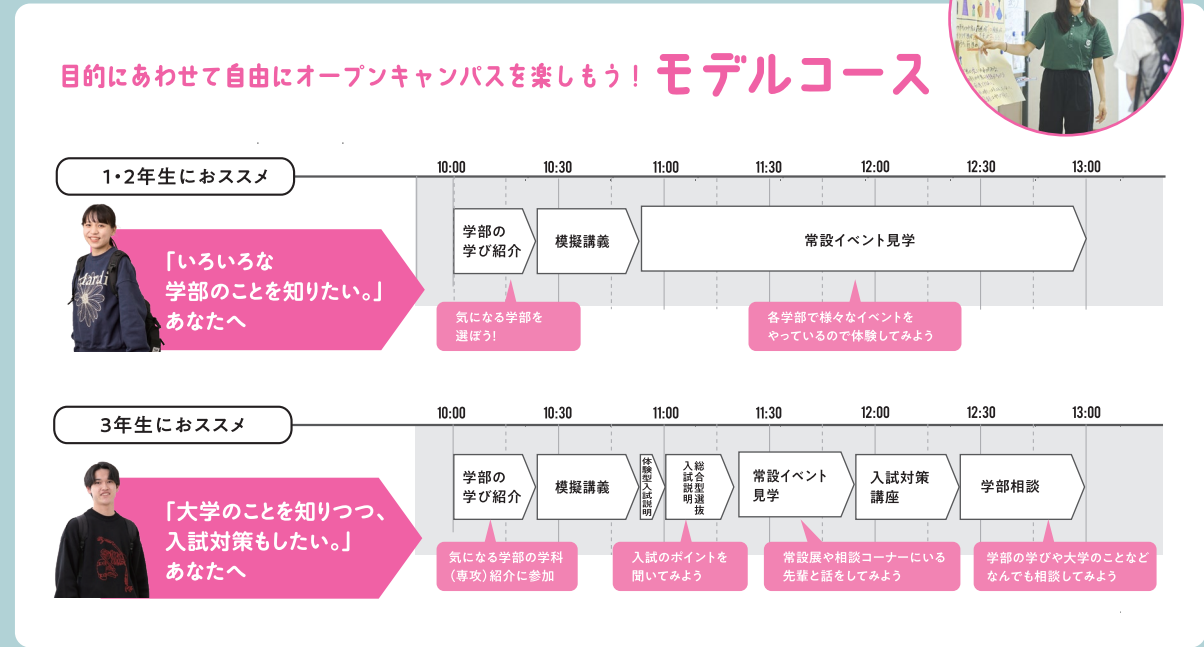 目的にあわせて自由にオープンキャンパスを楽しもう！ モデルコース
1・2年生におススメ
10:00 10:30 11:00 11:30 12:00 12:30 13:00
「いろいろな
学部のことを知りたい。」
あなたへ
学部の
学び紹介
模擬講義
常設イベント見学
気になる学部を
選ぼう!
各学部で様々なイベントを
やっているので体験してみよう
3年生におススメ
10:00 10:30 11:00 11:30 12:00 12:30 13:00
「大学のことを知りつつ、
入試対策もしたい。」
あなたへ
学部の
学び紹介
模擬講義
体験型入試説明
総合型選抜
入試説明
常設イベント
見学
入試対策
講座
学部相談
気になる学部の学科
（専攻）紹介に参加
入試のポイントを
聞いてみよう
常設展や相談コーナーにいる
先輩と話をしてみよう
学部の学びや大学のことなど
なんでも相談してみよう